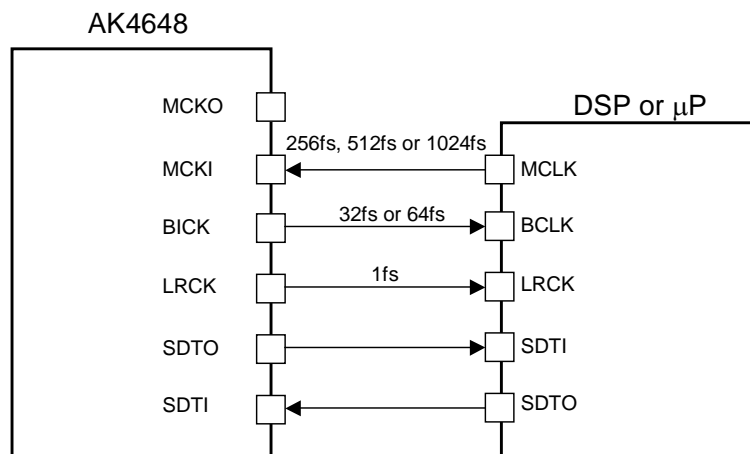 AK4648
DSP or μP
MCKO
256fs, 512fs or 1024fs
MCKI
MCLK
32fs or 64fs
BICK
BCLK
1fs
LRCK
LRCK
SDTO
SDTI
SDTI
SDTO